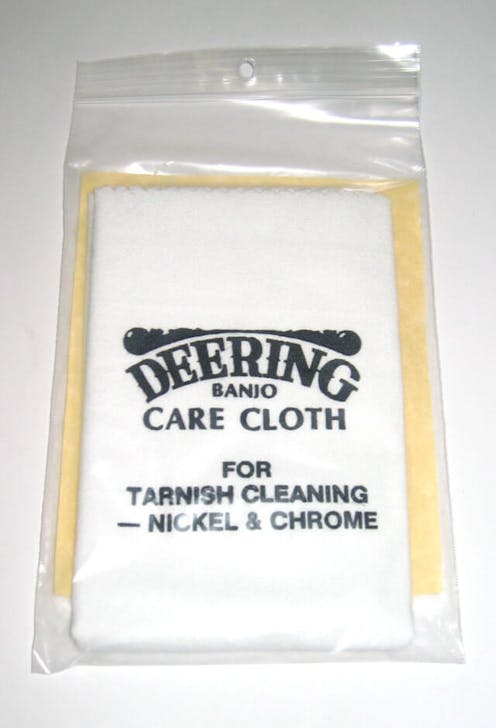 DEERING
BANJO
CARE CLOTH
FOR
TARNISH CLEANING
— NICKEL & CHROME